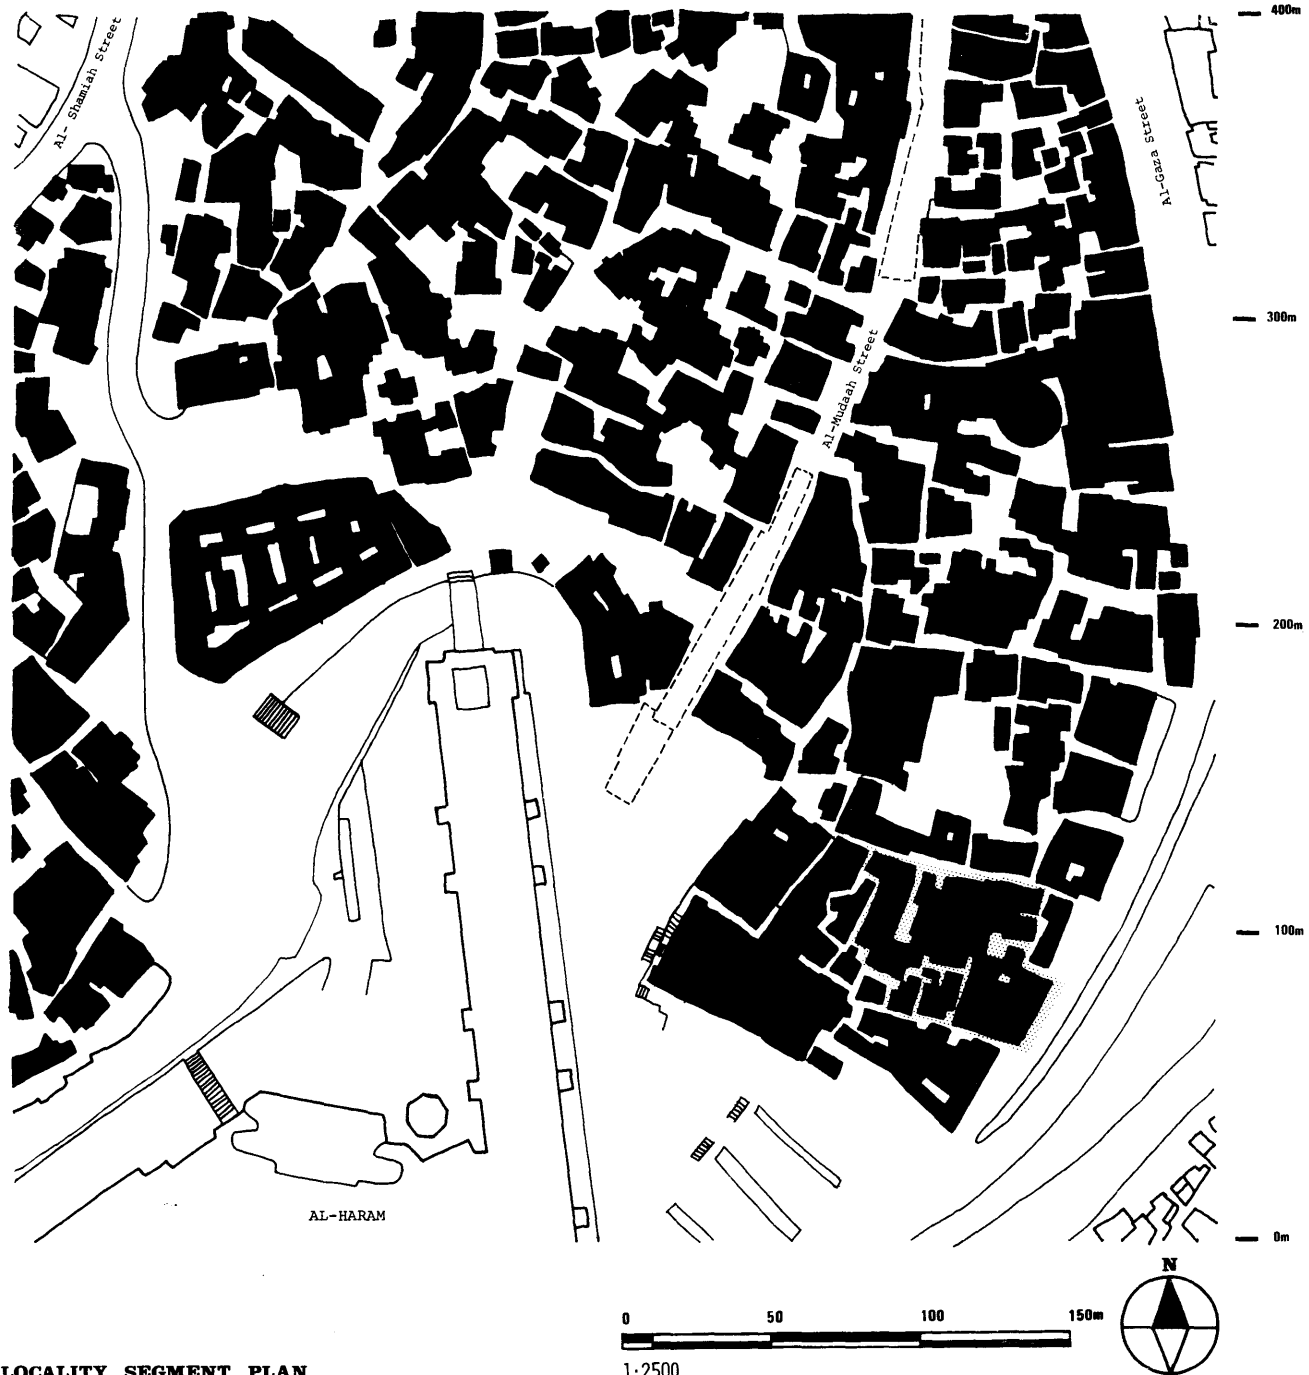 400m
Al- Shamiah Street
Al-Gaza Street
300m
Al-Mudaah Street
200m
100m
AL-HARAM
0m
N
0 50 100 150m
1:2500
LOCALITY SEGMENT PLAN